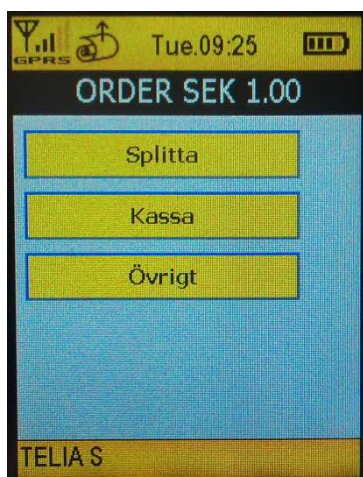 GPRS Tue.09:25
ORDER SEK 1.00
Splitta
Kassa
Övrigt
TELIA S